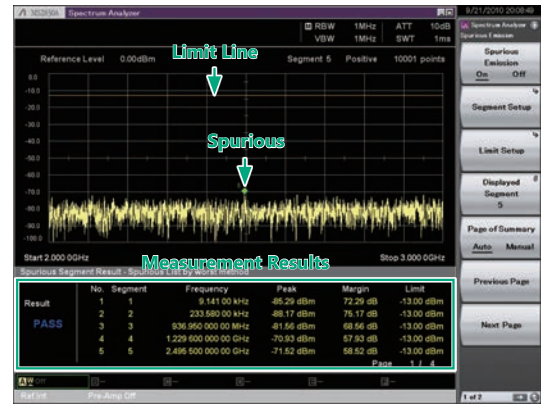 MS2690A Spectrum Analyzer
9/21/2010 20:08:49
RBW 1MHz ATT 10dB
VBW 1MHz SWT 1ms
Spectrum Analyzer
Spurious Emission
Reference Level 0.00dBm Segment 5 Positive 10001 points
Limit Line
0.0
-10.0
-20.0
-30.0
-40.0
-50.0
-60.0
-70.0
-80.0
-90.0
-100.0
Spurious
5
Start 2.000 0GHz Stop 3.000 0GHz
Measurement Results
Spurious Segment Result - Spurious List by worst method
No. Segment Frequency Peak Margin Limit
Result
PASS
1 1 9.141 00 kHz -85.29 dBm 72.29 dB -13.00 dBm
2 2 233.580 00 kHz -88.17 dBm 75.17 dB -13.00 dBm
3 3 936.950 000 00 MHz -81.56 dBm 68.56 dB -13.00 dBm
4 4 1.229 600 000 00 GHz -70.93 dBm 57.93 dB -13.00 dBm
5 5 2.495 500 000 00 GHz -71.52 dBm 58.52 dB -13.00 dBm
Page 1 / 4
Ref.Int Pre-Amp Off
Spurious
Emission
On Off
Segment Setup
Limit Setup
Displayed
Segment
5
Page of Summary
Auto Manual
Previous Page
Next Page
1 of 2